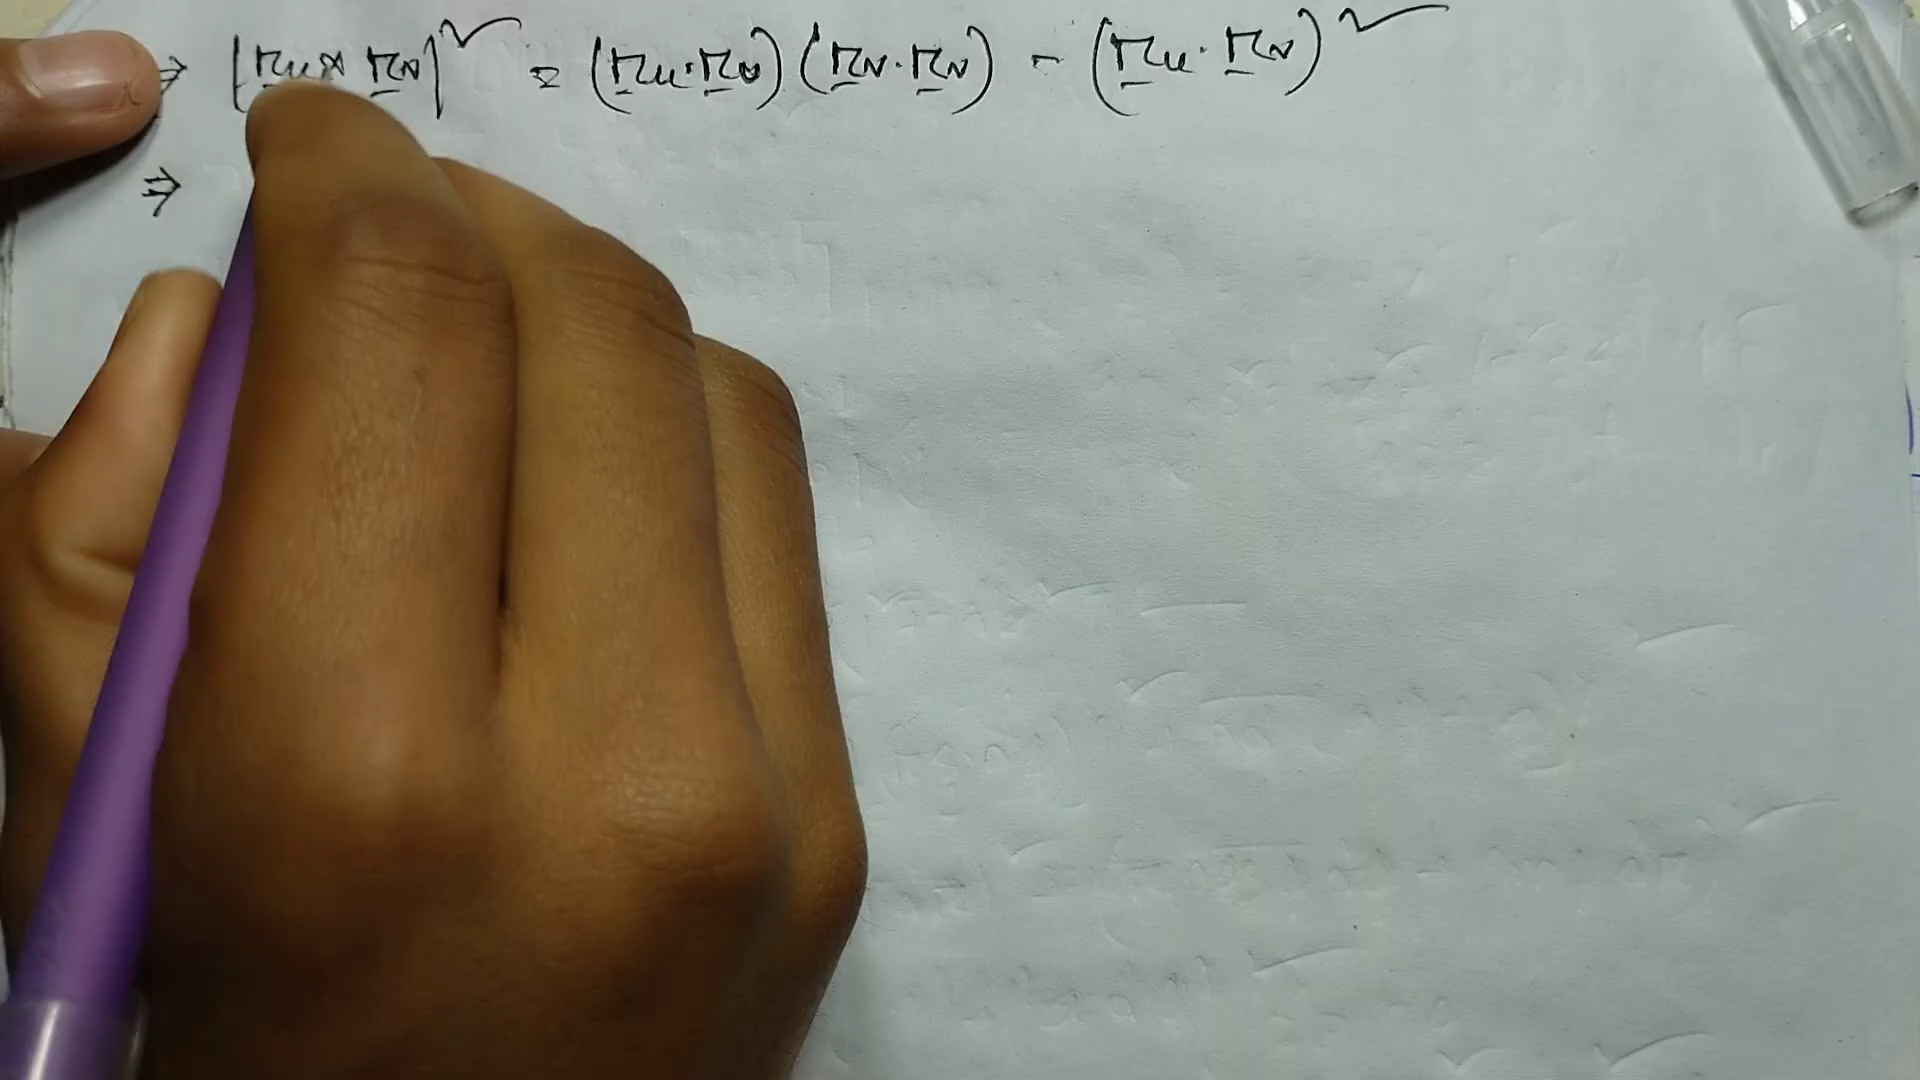 ⇒ |r̲u × r̲v|² = (r̲u · r̲u) (r̲v · r̲v) - (r̲u · r̲v)²
⇒